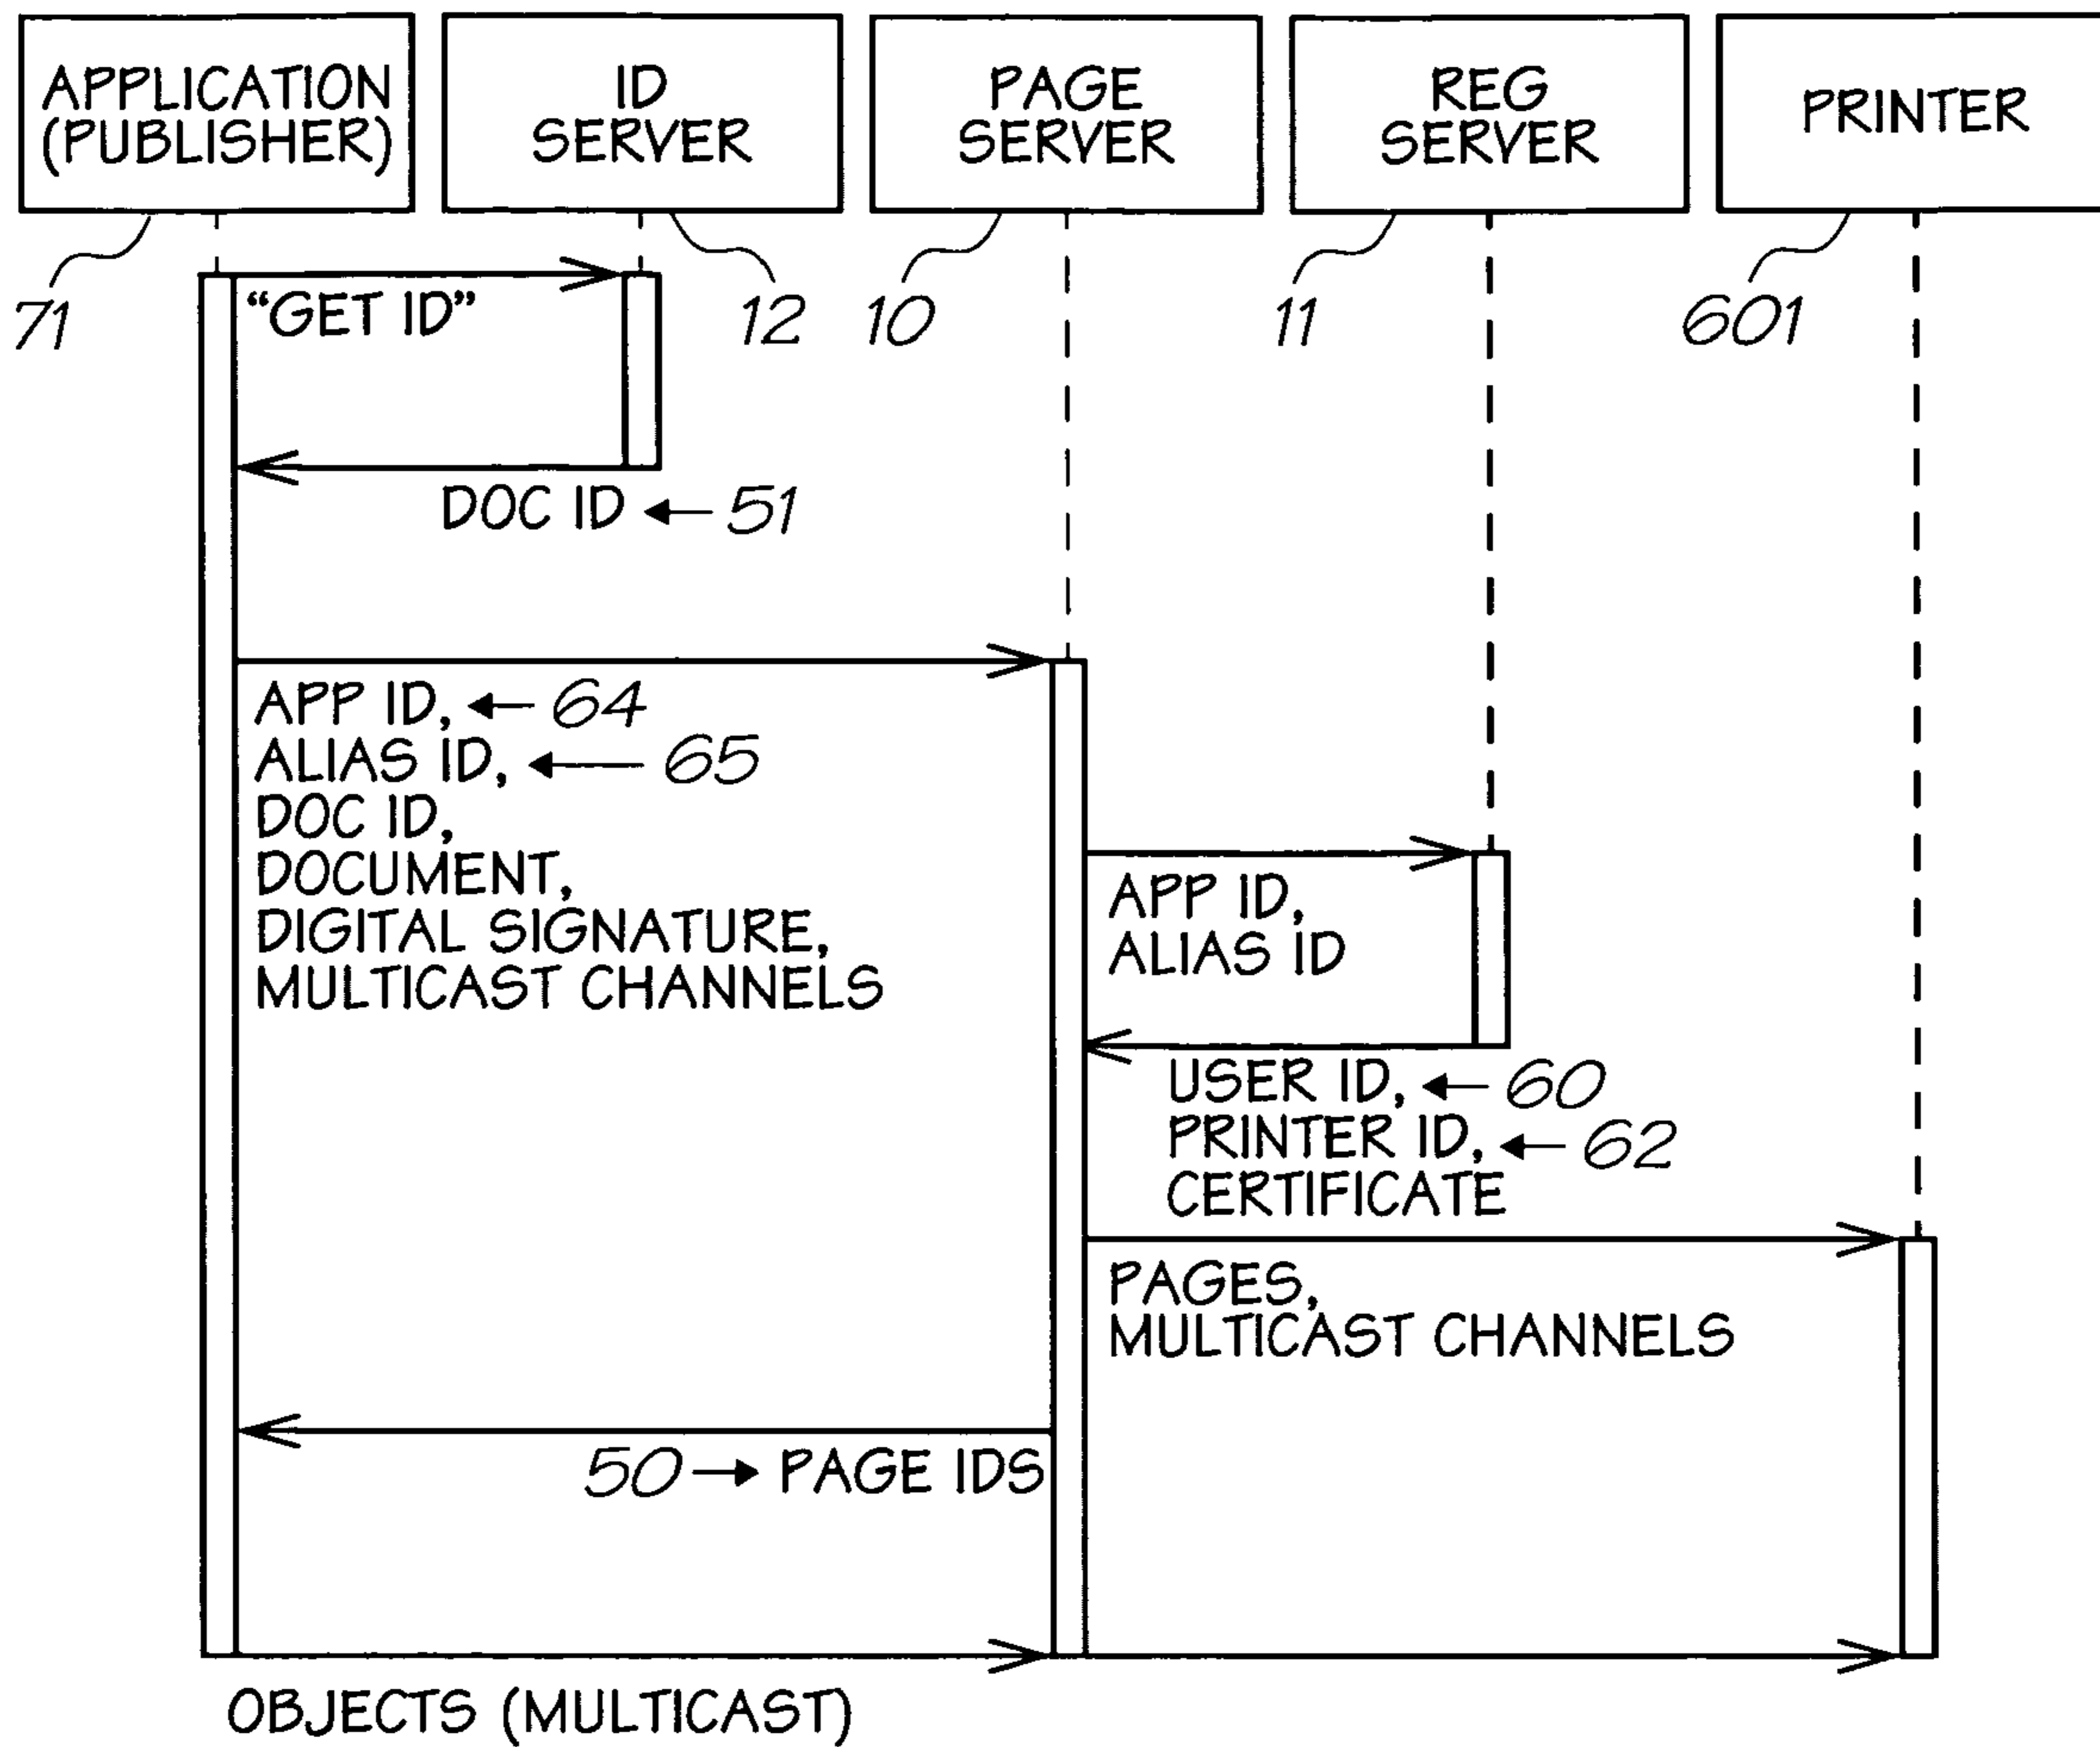 APPLICATION
(PUBLISHER)
ID
SERVER
PAGE
SERVER
REG
SERVER
PRINTER
71
12
10
11
601
“GET ID”
DOC ID 51
APP ID, 64
ALIAS ID, 65
DOC ID,
DOCUMENT,
DIGITAL SIGNATURE,
MULTICAST CHANNELS
APP ID,
ALIAS ID
USER ID, 60
PRINTER ID, 62
CERTIFICATE
PAGES,
MULTICAST CHANNELS
50 PAGE IDS
OBJECTS (MULTICAST)